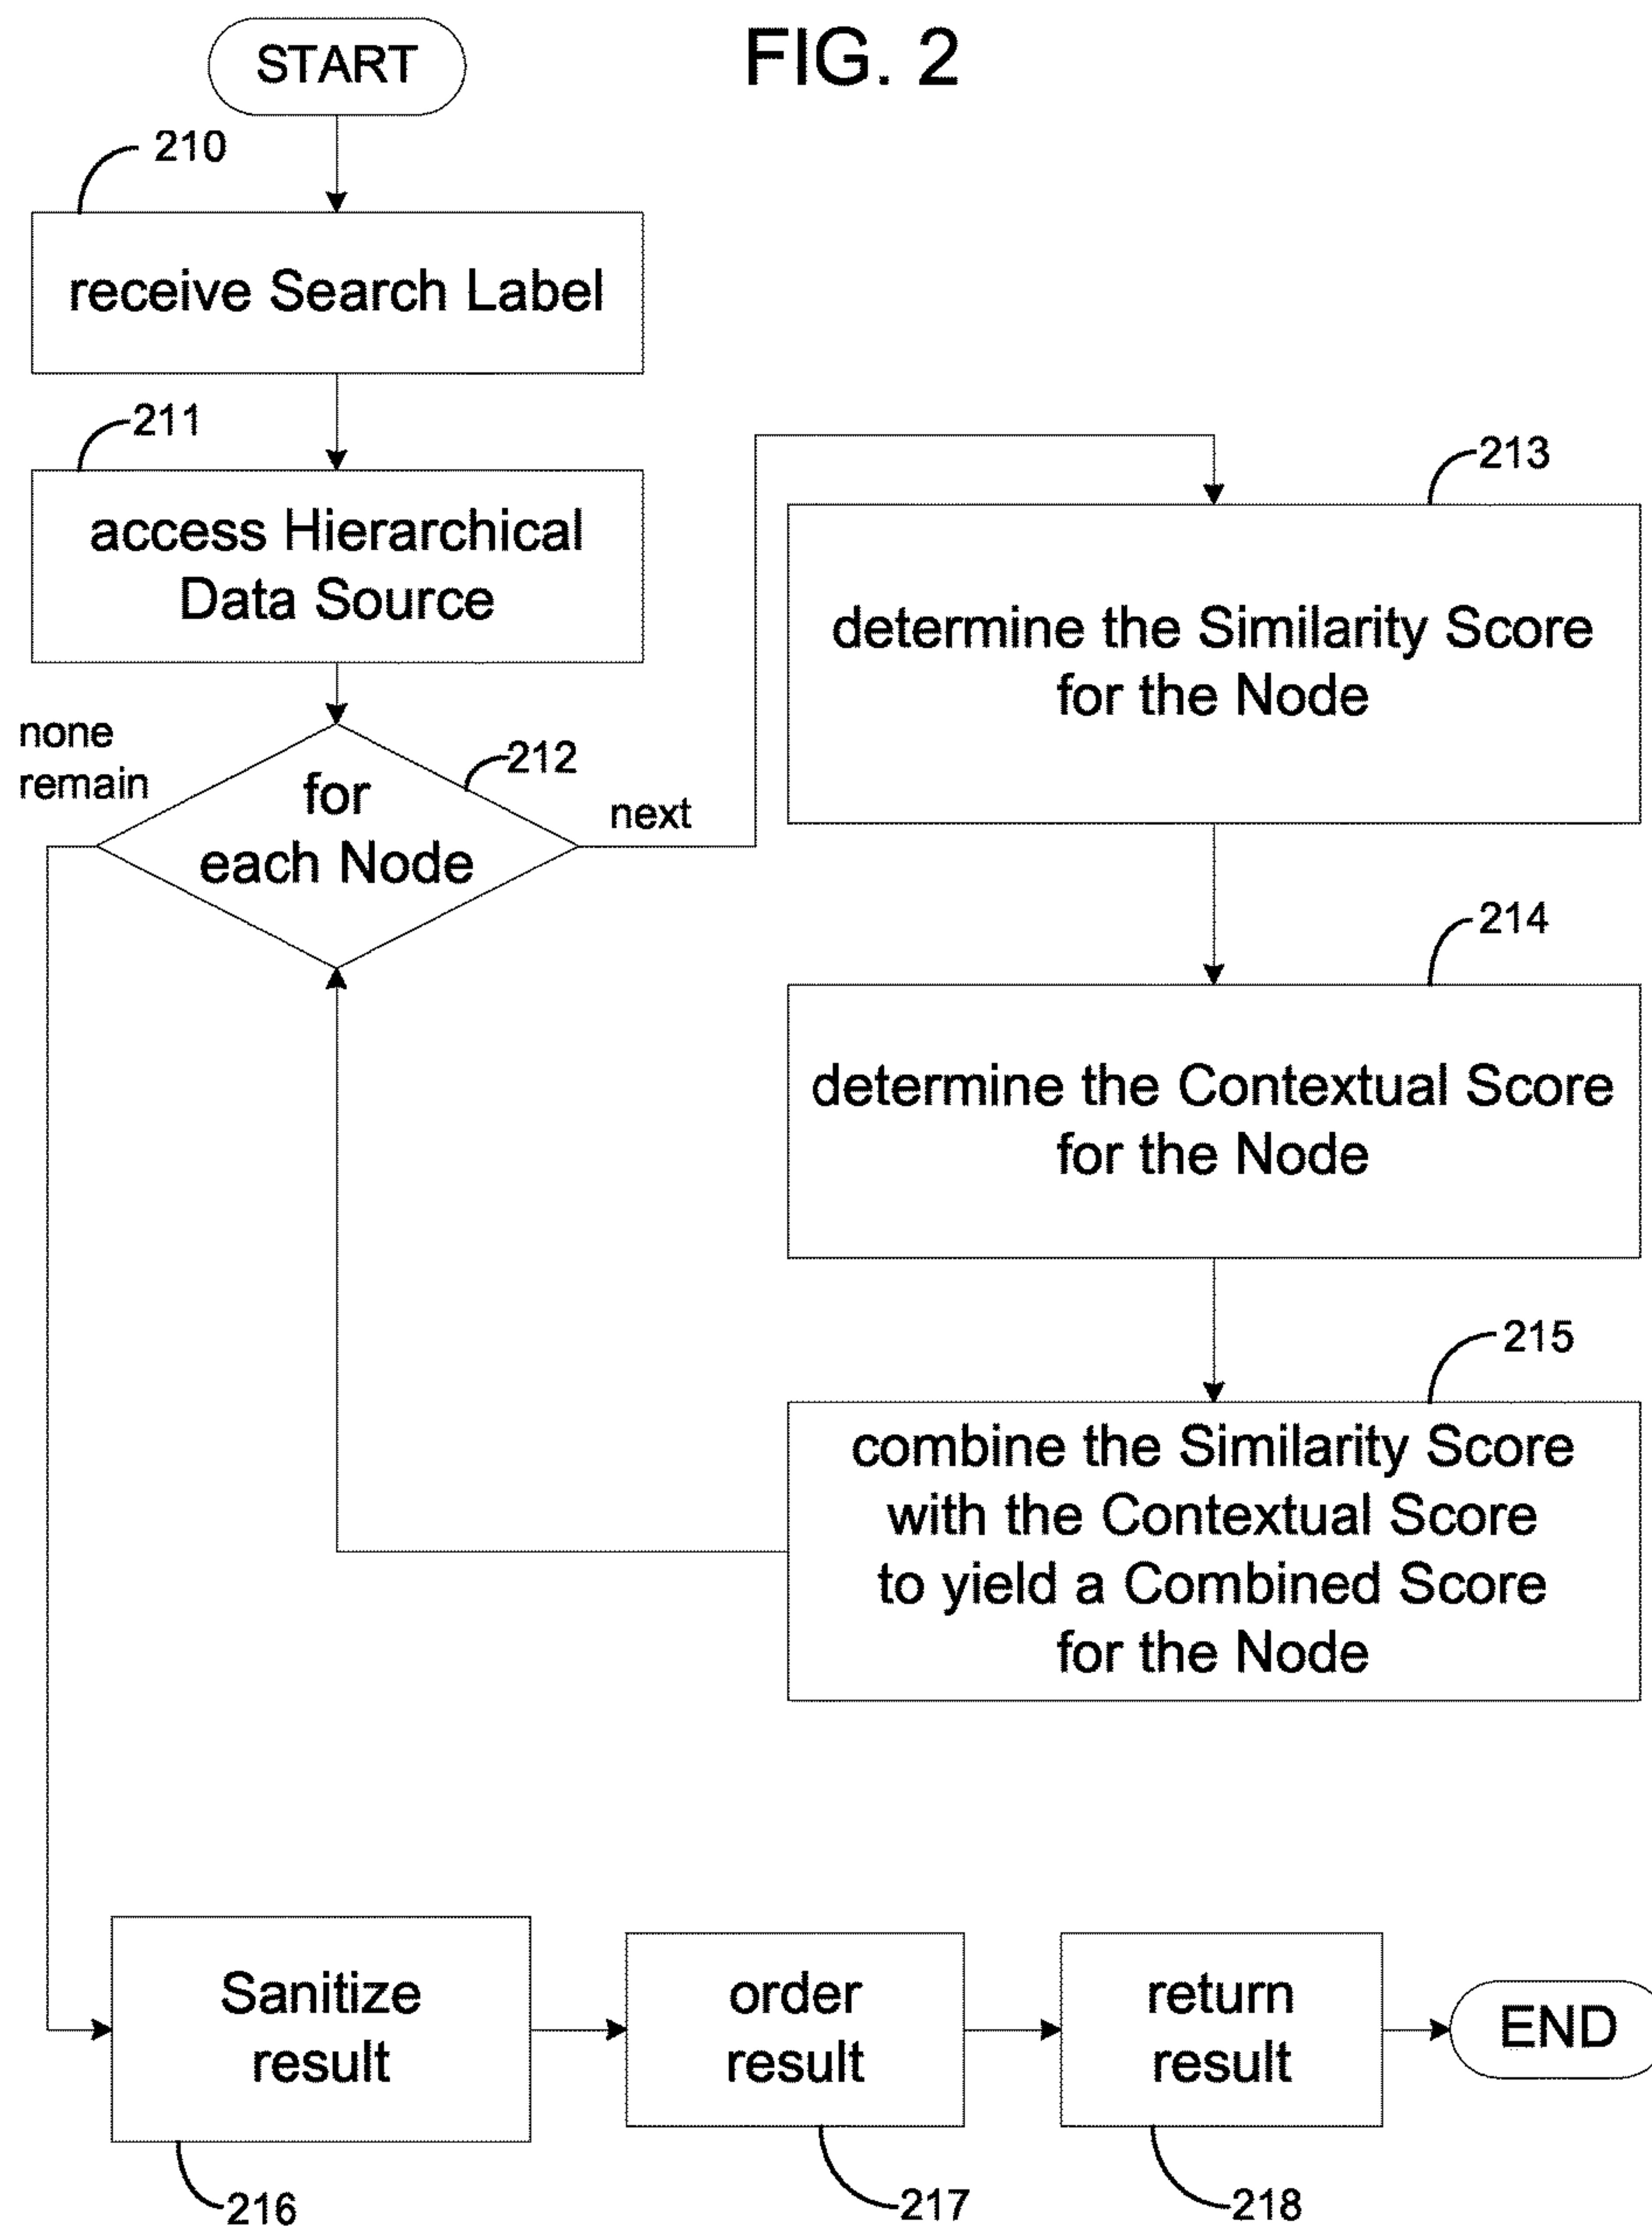 FIG. 2
START
210
receive Search Label
211
access Hierarchical
Data Source
none
remain
212
for
each Node
next
213
determine the Similarity Score
for the Node
214
determine the Contextual Score
for the Node
215
combine the Similarity Score
with the Contextual Score
to yield a Combined Score
for the Node
Sanitize
result
216
order
result
217
return
result
218
END